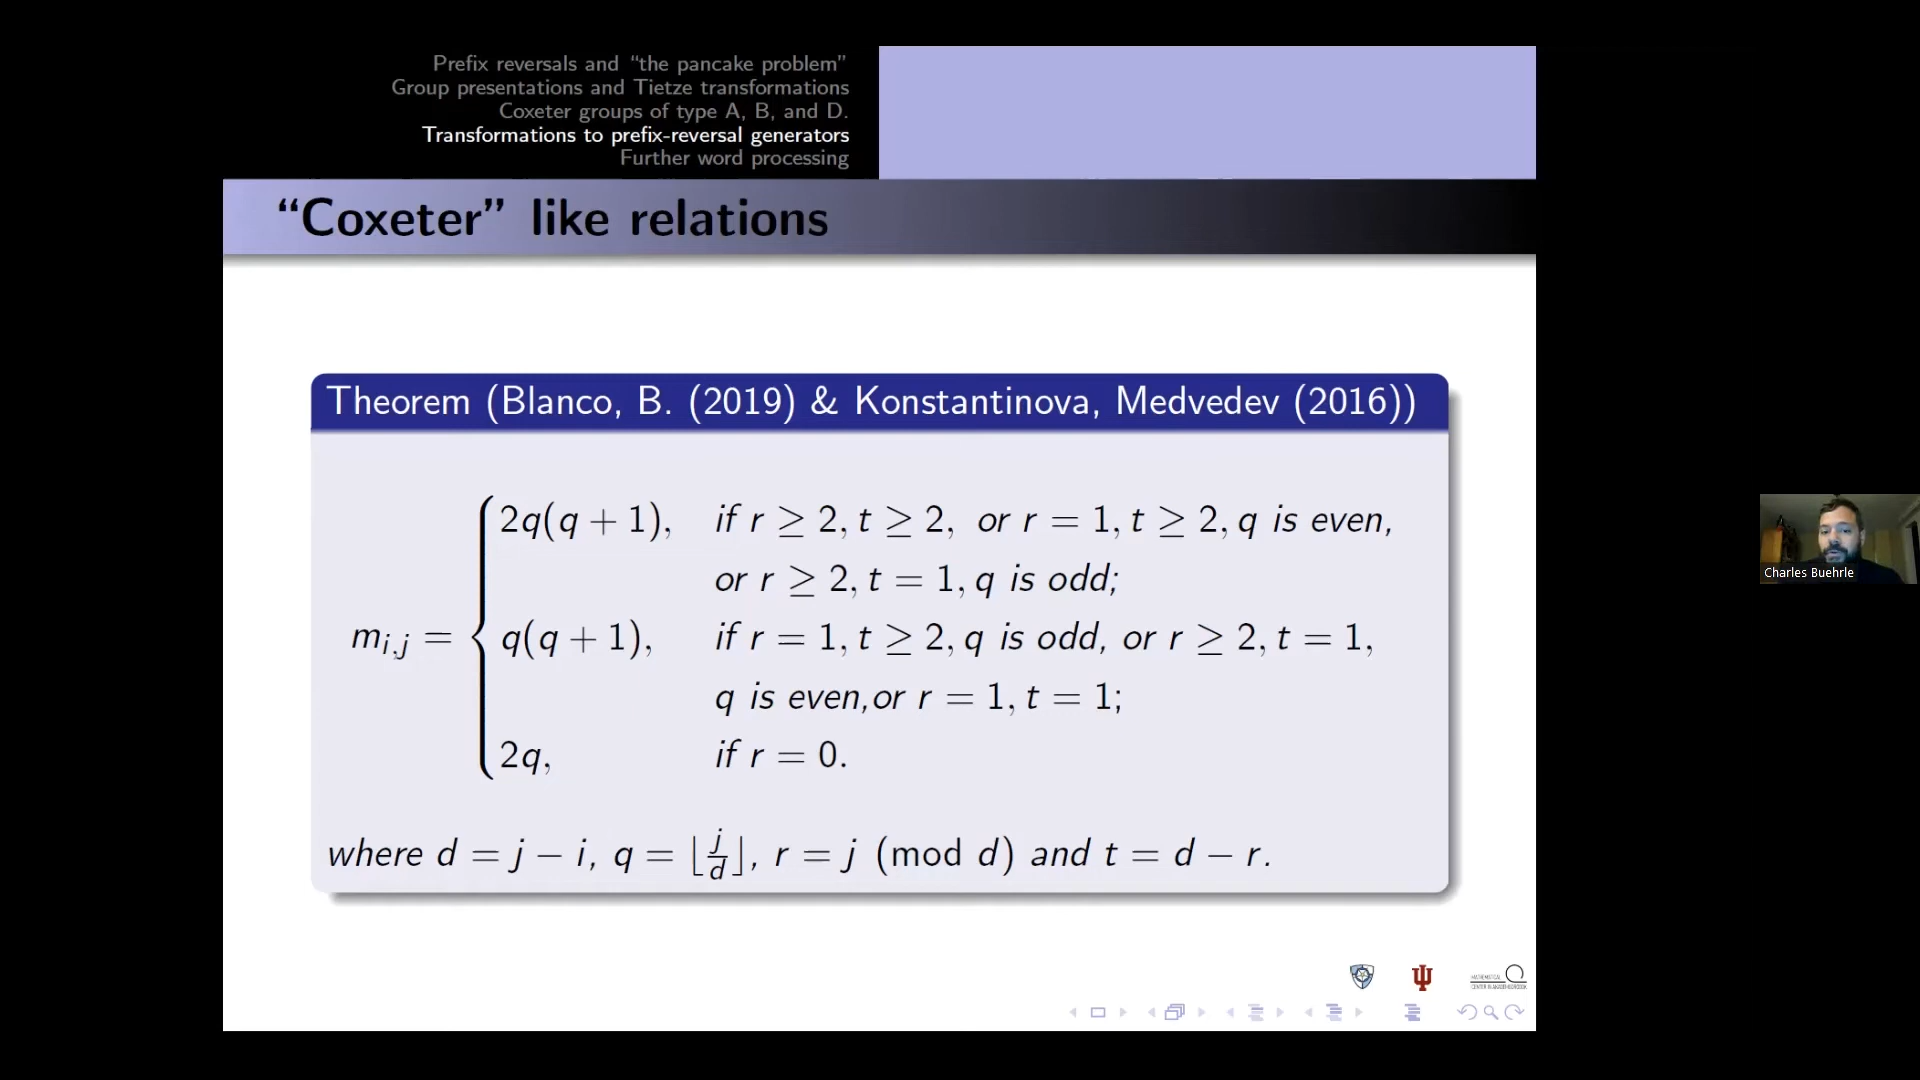 Prefix reversals and “the pancake problem”
Group presentations and Tietze transformations
Coxeter groups of type A, B, and D.
Transformations to prefix-reversal generators
Further word processing
“Coxeter” like relations
Theorem (Blanco, B. (2019) & Konstantinova, Medvedev (2016))
2q(q + 1), if r ≥ 2, t ≥ 2, or r = 1, t ≥ 2, q is even,
or r ≥ 2, t = 1, q is odd;
m_{i,j} = { q(q + 1), if r = 1, t ≥ 2, q is odd, or r ≥ 2, t = 1,
q is even,or r = 1, t = 1;
2q, if r = 0.
where d = j − i, q = ⌊j/d⌋, r = j (mod d) and t = d − r.
Charles Buehrle